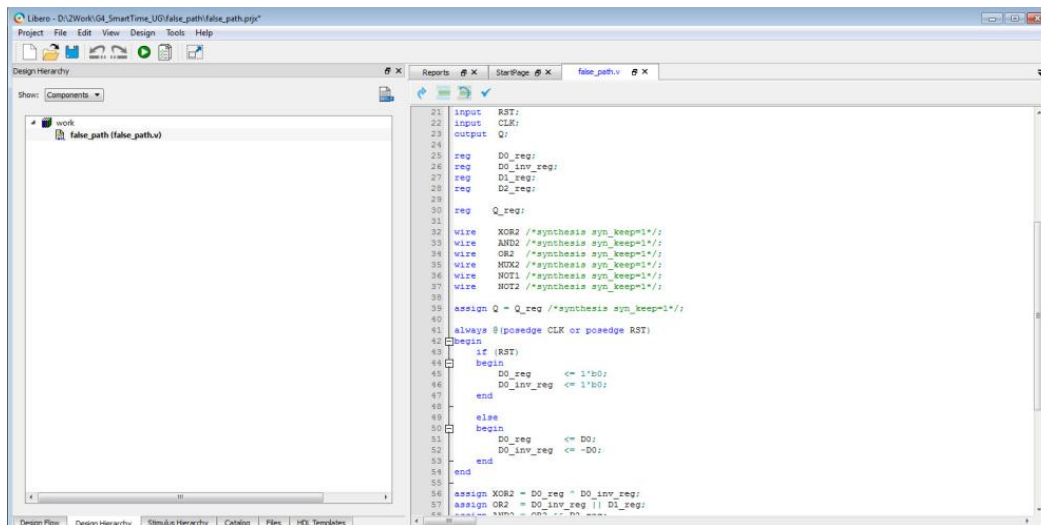 Libero - D:\2Work\G4_SmartTime_UG\false_path\false_path.prjx*
Project File Edit View Design Tools Help
Design Hierarchy
Reports StartPage false_path.v
Show: Components
work
false_path (false_path.v)
21 input RST;
22 input CLK;
23 output Q;
24
25 reg D0_reg;
26 reg D0_inv_reg;
27 reg D1_reg;
28 reg D2_reg;
29
30 reg Q_reg;
31
32 wire XOR2 /*synthesis syn_keep=1*/;
33 wire AND2 /*synthesis syn_keep=1*/;
34 wire OR2 /*synthesis syn_keep=1*/;
35 wire MUX2 /*synthesis syn_keep=1*/;
36 wire NOT1 /*synthesis syn_keep=1*/;
37 wire NOT2 /*synthesis syn_keep=1*/;
38
39 assign Q = Q_reg /*synthesis syn_keep=1*/;
40
41 always @(posedge CLK or posedge RST)
42 begin
43 if (RST)
44 begin
45 D0_reg <= 1'b0;
46 D0_inv_reg <= 1'b0;
47 end
48
49 else
50 begin
51 D0_reg <= D0;
52 D0_inv_reg <= ~D0;
53 end
54 end
55
56 assign XOR2 = D0_reg ^ D0_inv_reg;
57 assign OR2 = D0_inv_reg || D1_reg;
58 assign AND2 = OR2 && D2_reg;
Design Flow Design Hierarchy Stimulus Hierarchy Catalog Files HDL Templates